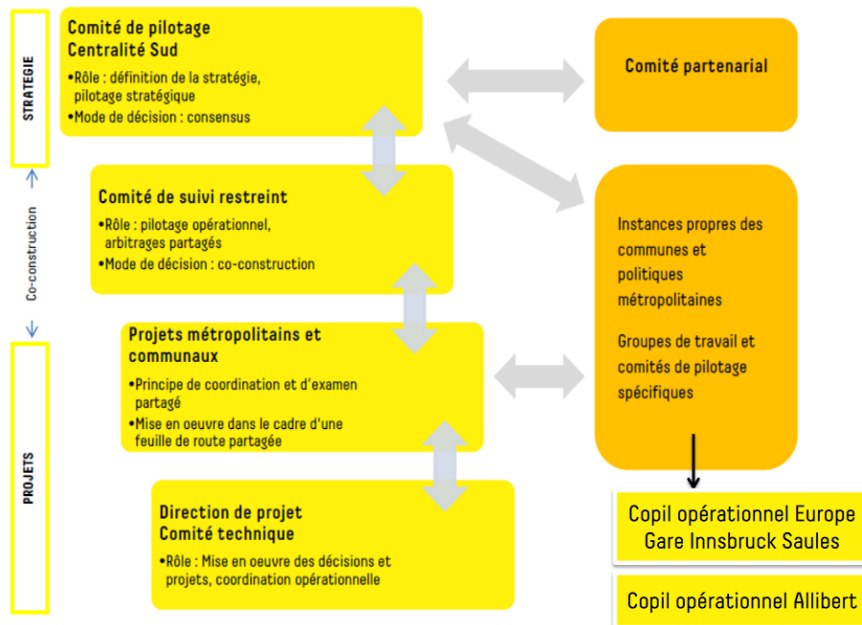 STRATEGIE
Co-construction
PROJETS
Comité de pilotage
Centralité Sud
•Rôle : définition de la stratégie,
pilotage stratégique
•Mode de décision : consensus
Comité partenarial
Comité de suivi restreint
•Rôle : pilotage opérationnel,
arbitrages partagés
•Mode de décision : co-construction
Instances propres des
communes et
politiques
métropolitaines
Groupes de travail et
comités de pilotage
spécifiques
Projets métropolitains et
communaux
•Principe de coordination et d'examen
partagé
•Mise en oeuvre dans le cadre d'une
feuille de route partagée
Direction de projet
Comité technique
•Rôle : Mise en oeuvre des décisions et
projets, coordination opérationnelle
Copil opérationnel Europe
Gare Innsbruck Saules
Copil opérationnel Allibert